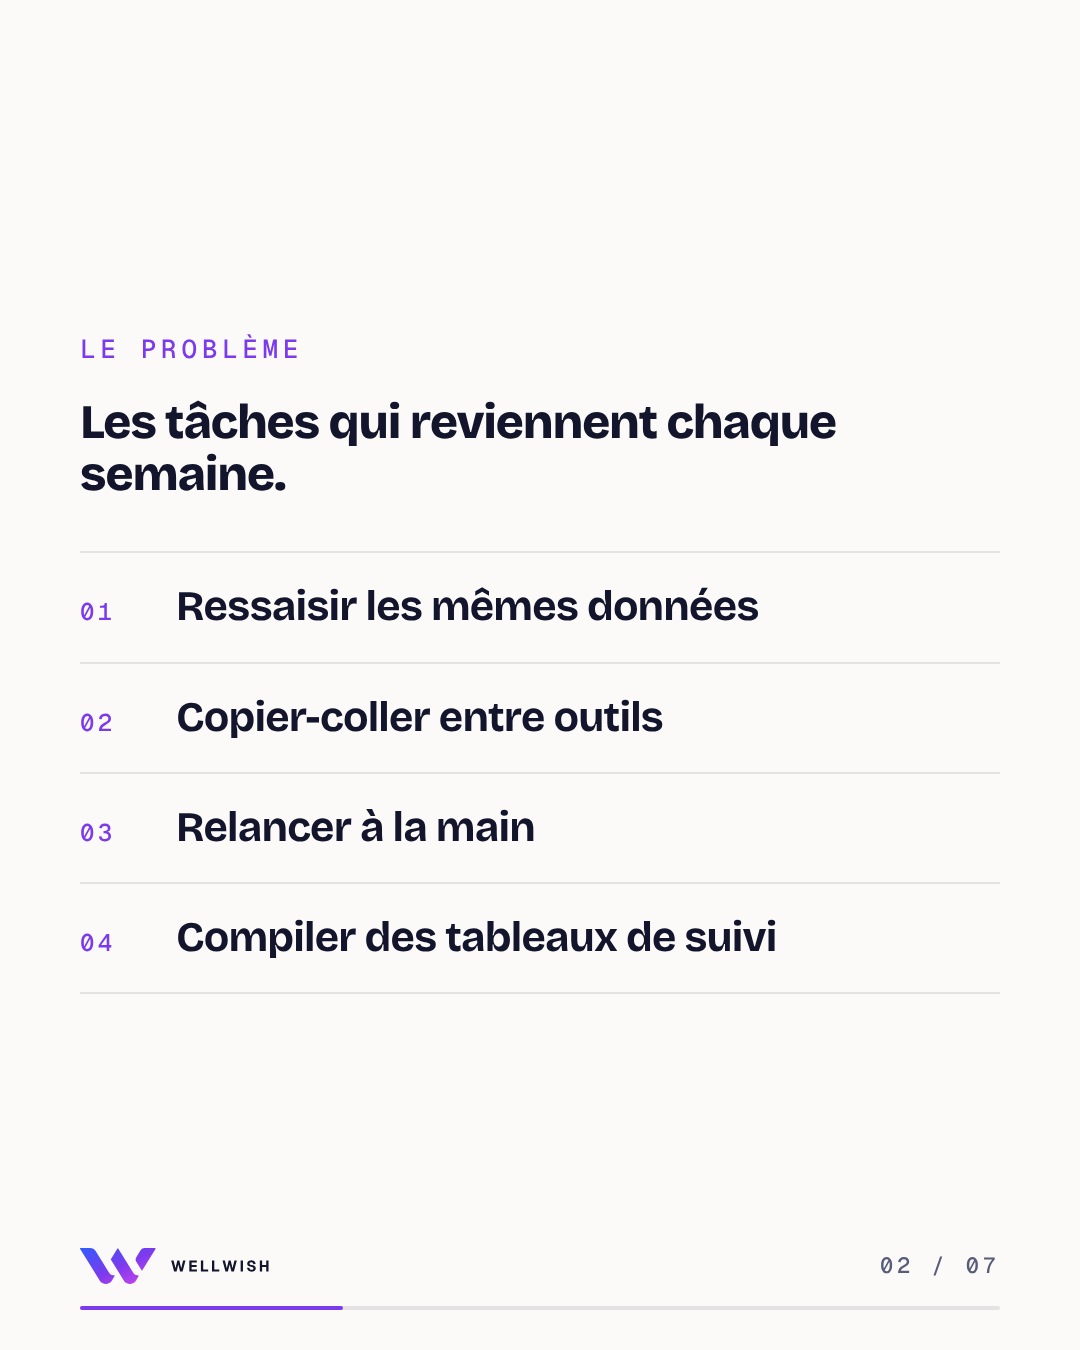 LE PROBLÈME
Les tâches qui reviennent chaque
semaine.
01 Ressaisir les mêmes données
02 Copier-coller entre outils
03 Relancer à la main
04 Compiler des tableaux de suivi
WELLWISH
02 / 07